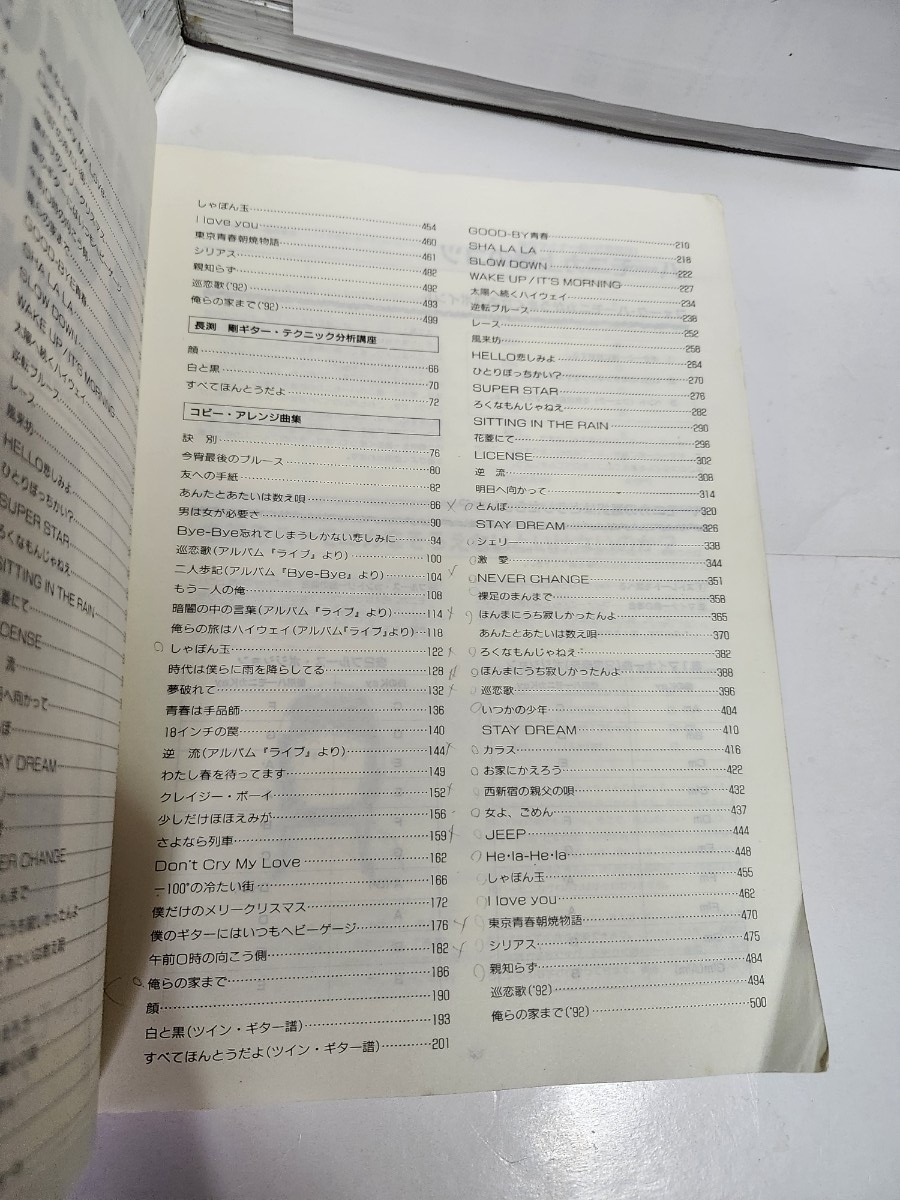 しゃぼん玉……454
I love you……460
東京青春朝焼物語……461
シリアス……482
親知らず……492
巡恋歌('92)……493
俺らの家まで('92)……499
長渕 剛ギター・テクニック分析講座
顔……66
白と黒……70
すべてほんとうだよ……72
コピー・アレンジ曲集
訣 別……76
今宵最後のブルース……80
友への手紙……82
あんたとあたいは数え唄……86
男は女が必要さ……90
Bye-Bye忘れてしまうしかない悲しみに……94
巡恋歌(アルバム『ライブ』より)……100
二人歩記(アルバム『Bye-Bye』より)……104
もう一人の俺……108
暗闇の中の言葉(アルバム『ライブ』より)……114
俺らの旅はハイウェイ(アルバム『ライブ』より)……118
しゃぼん玉……122
時代は僕らに雨を降らしてる……128
夢破れて……132
青春は手品師……136
18インチの罠……140
逆 流(アルバム『ライブ』より)……144
わたし春を待ってます……149
クレイジー・ボーイ……152
少しだけほほえみが……156
さよなら列車……159
Don't Cry My Love……162
−100°の冷たい街……166
僕だけのメリークリスマス……172
僕のギターにはいつもヘビーゲージ……176
午前0時の向こう側……182
俺らの家まで……186
顔……190
白と黒(ツイン・ギター譜)……193
すべてほんとうだよ(ツイン・ギター譜)……201
GOOD-BY青春……210
SHA LA LA……218
SLOW DOWN……222
WAKE UP/IT'S MORNING……227
太陽へ続くハイウェイ……234
逆転ブルース……238
レース……252
風来坊……258
HELLO悲しみよ……264
ひとりぼっちかい?……270
SUPER STAR……276
ろくなもんじゃねえ……282
SITTING IN THE RAIN……290
花菱にて……296
LICENSE……302
逆 流……308
明日へ向かって……314
とんぼ……320
STAY DREAM……326
シェリー……338
激 愛……344
NEVER CHANGE……351
裸足のまんまで……358
ほんまにうち寂しかったんよ……365
あんたとあたいは数え唄……370
ろくなもんじゃねえ……382
ほんまにうち寂しかったんよ……388
巡恋歌……396
いつかの少年……404
STAY DREAM……410
カラス……416
お家にかえろう……422
西新宿の親父の唄……432
女よ、ごめん……437
JEEP……444
He・la-He・la……448
しゃぼん玉……455
I love you……462
東京青春朝焼物語……470
シリアス……475
親知らず……484
巡恋歌('92)……494
俺らの家まで('92)……500